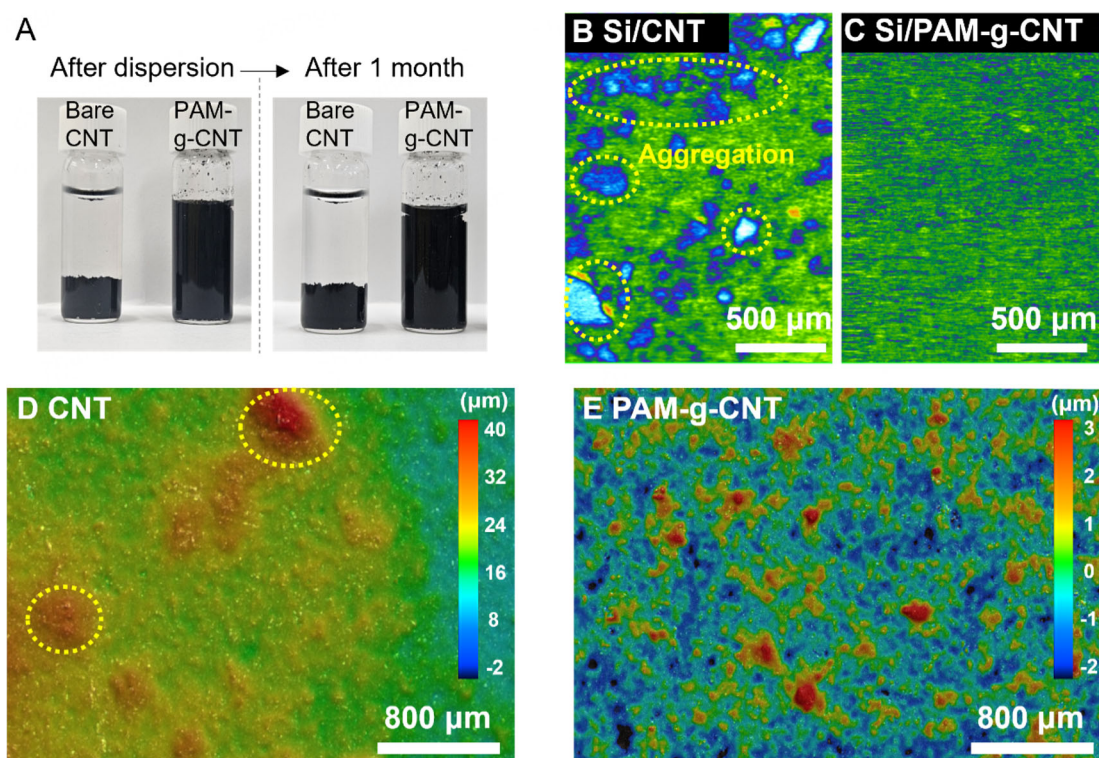 A
After dispersion
After 1 month
Bare
CNT
PAM-
g-CNT
Bare
CNT
PAM-
g-CNT
B Si/CNT
Aggregation
500 μm
C Si/PAM-g-CNT
500 μm
D CNT
(μm)
40
32
24
16
8
-2
800 μm
E PAM-g-CNT
(μm)
3
2
1
0
-1
-2
800 μm